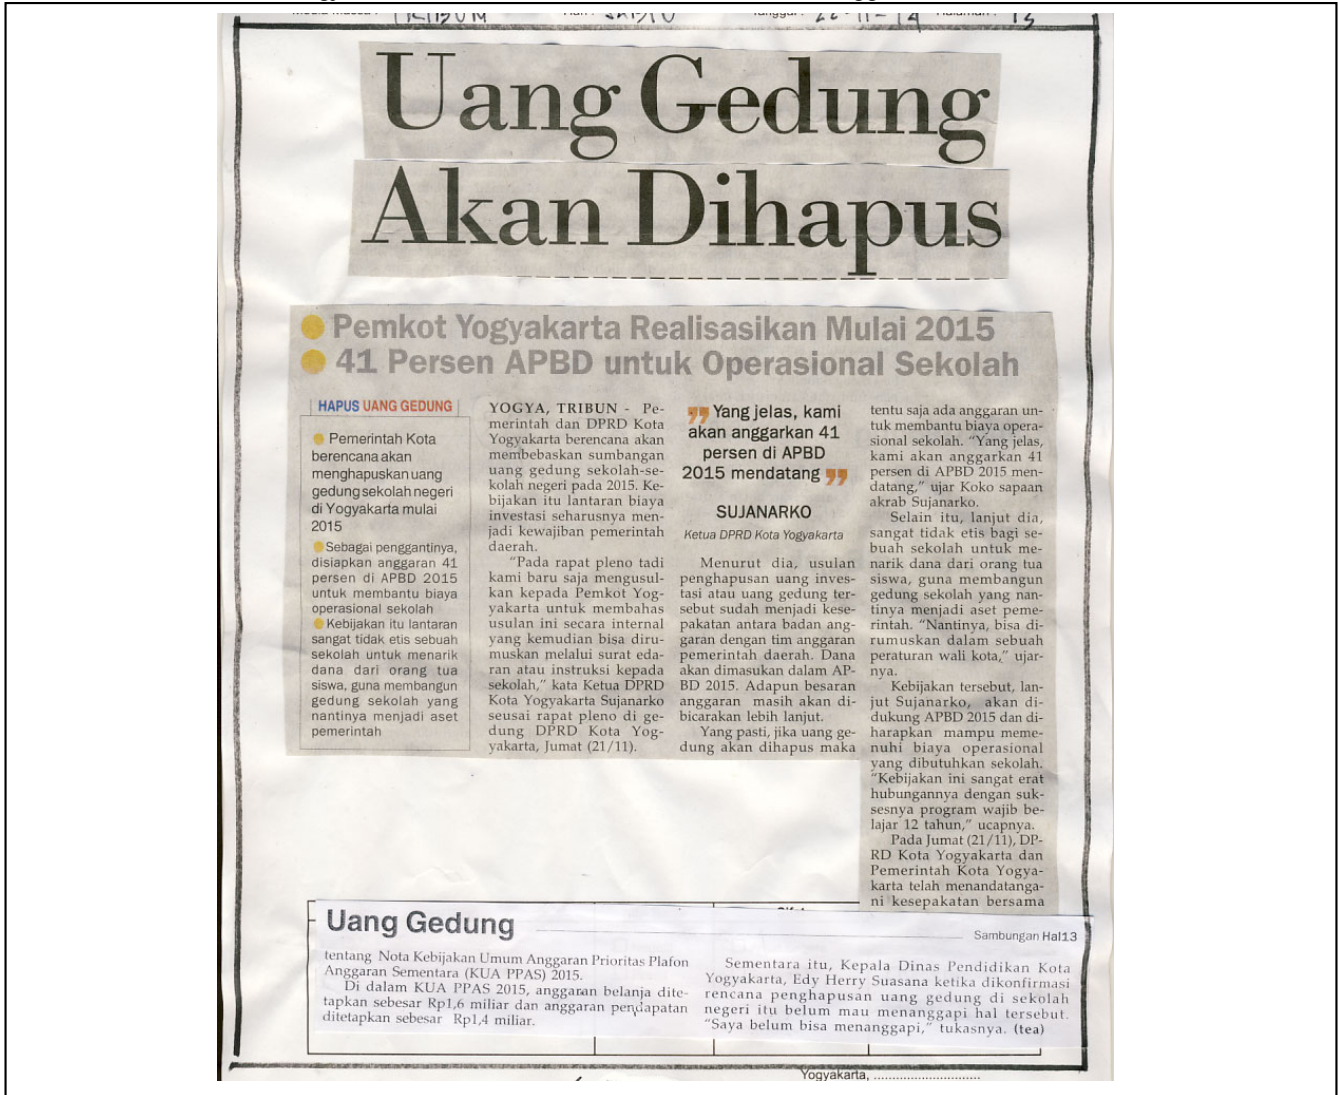 TRIBUN SABTU 22-11-14 13
Uang Gedung
Akan Dihapus
Pemkot Yogyakarta Realisasikan Mulai 2015
41 Persen APBD untuk Operasional Sekolah
HAPUS UANG GEDUNG
Pemerintah Kota
berencana akan
menghapuskan uang
gedung sekolah negeri
di Yogyakarta mulai
2015
Sebagai penggantinya,
disiapkan anggaran 41
persen di APBD 2015
untuk membantu biaya
operasional sekolah
Kebijakan itu lantaran
sangat tidak etis sebuah
sekolah untuk menarik
dana dari orang tua
siswa, guna membangun
gedung sekolah yang
nantinya menjadi aset
pemerintah
YOGYA, TRIBUN - Pe-
merintah dan DPRD Kota
Yogyakarta berencana akan
membebaskan sumbangan
uang gedung sekolah-se-
kolah negeri pada 2015. Ke-
bijakan itu lantaran biaya
investasi seharusnya men-
jadi kewajiban pemerintah
daerah.
"Pada rapat pleno tadi
kami baru saja mengusul-
kan kepada Pemkot Yog-
yakarta untuk membahas
usulan ini secara internal
yang kemudian bisa diru-
muskan melalui surat eda-
ran atau instruksi kepada
sekolah," kata Ketua DPRD
Kota Yogyakarta Sujanarko
seusai rapat pleno di ge-
dung DPRD Kota Yog-
yakarta, Jumat (21/11).
Yang jelas, kami
akan anggarkan 41
persen di APBD
2015 mendatang
SUJANARKO
Ketua DPRD Kota Yogyakarta
Menurut dia, usulan
penghapusan uang inves-
tasi atau uang gedung ter-
sebut sudah menjadi kese-
pakatan antara badan ang-
garan dengan tim anggaran
pemerintah daerah. Dana
akan dimasukan dalam AP-
BD 2015. Adapun besaran
anggaran masih akan di-
bicarakan lebih lanjut.
Yang pasti, jika uang ge-
dung akan dihapus maka
tentu saja ada anggaran un-
tuk membantu biaya opera-
sional sekolah. "Yang jelas,
kami akan anggarkan 41
persen di APBD 2015 men-
datang," ujar Koko sapaan
akrab Sujanarko.
Selain itu, lanjut dia,
sangat tidak etis bagi se-
buah sekolah untuk me-
narik dana dari orang tua
siswa, guna membangun
gedung sekolah yang nan-
tinya menjadi aset peme-
rintah. "Nantinya, bisa di-
rumuskan dalam sebuah
peraturan wali kota," ujar-
nya.
Kebijakan tersebut, lan-
jut Sujanarko, akan di-
dukung APBD 2015 dan di-
harapkan mampu meme-
nuhi biaya operasional
yang dibutuhkan sekolah.
"Kebijakan ini sangat erat
hubungannya dengan suk-
sesnya program wajib be-
lajar 12 tahun," ucapnya.
Pada Jumat (21/11), DP-
RD Kota Yogyakarta dan
Pemerintah Kota Yogya-
karta telah menandatanga-
ni kesepakatan bersama
Uang Gedung
Sambungan Hal13
tentang Nota Kebijakan Umum Anggaran Prioritas Plafon
Anggaran Sementara (KUA PPAS) 2015.
Di dalam KUA PPAS 2015, anggaran belanja dite-
tapkan sebesar Rp1,6 miliar dan anggaran pendapatan
ditetapkan sebesar Rp1,4 miliar.
Sementara itu, Kepala Dinas Pendidikan Kota
Yogyakarta, Edy Herry Suasana ketika dikonfirmasi
rencana penghapusan uang gedung di sekolah
negeri itu belum mau menanggapi hal tersebut.
"Saya belum bisa menanggapi," tukasnya. (tea)
Yogyakarta, ..............................